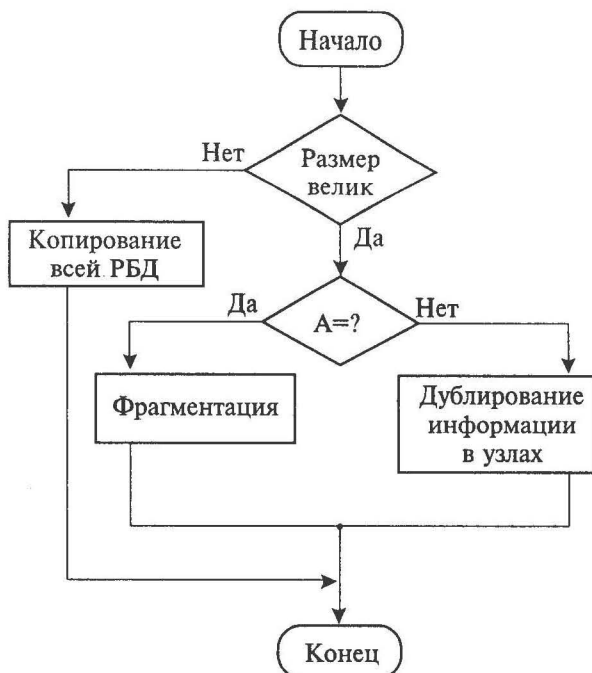 Начало
Нет
Размер
велик
Да
Копирование
всей РБД
Да
А=?
Нет
Фрагментация
Дублирование
информации
в узлах
Конец